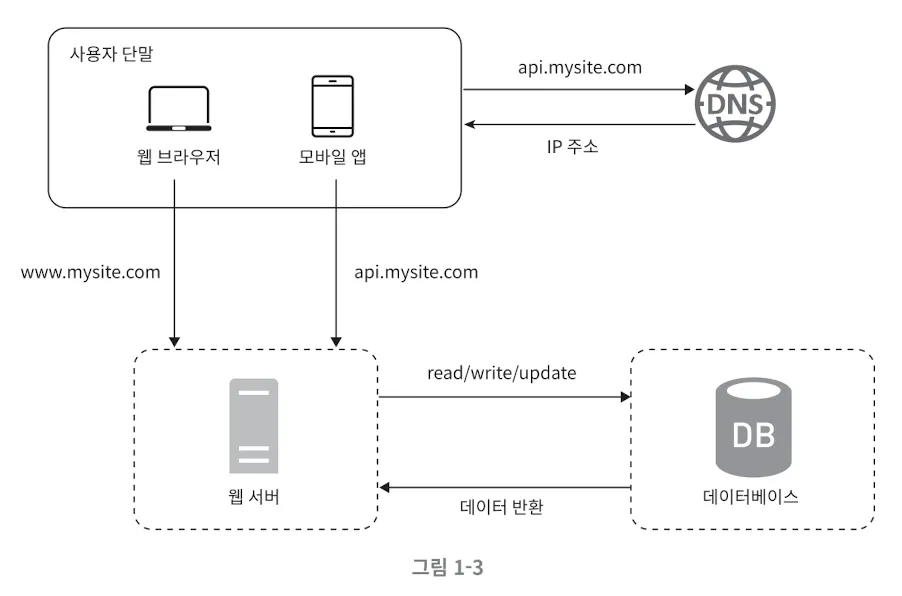 사용자 단말
api.mysite.com
DNS
IP 주소
웹 브라우저
모바일 앱
www.mysite.com
api.mysite.com
read/write/update
DB
웹 서버
데이터베이스
데이터 반환
그림 1-3